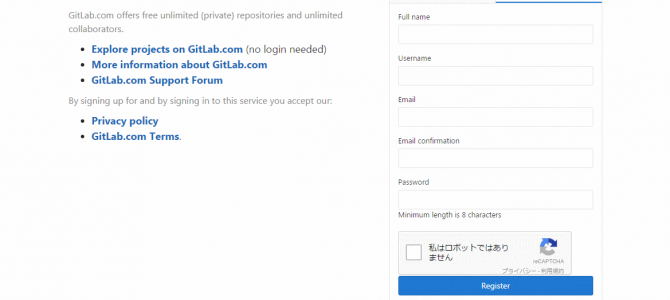 GitLab.com offers free unlimited (private) repositories and unlimited
collaborators.
Explore projects on GitLab.com (no login needed)
More information about GitLab.com
GitLab.com Support Forum
By signing up for and by signing in to this service you accept our:
Privacy policy
GitLab.com Terms.
Full name
Username
Email
Email confirmation
Password
Minimum length is 8 characters
私はロボットではあり
ません
reCAPTCHA
プライバシー - 利用規約
Register